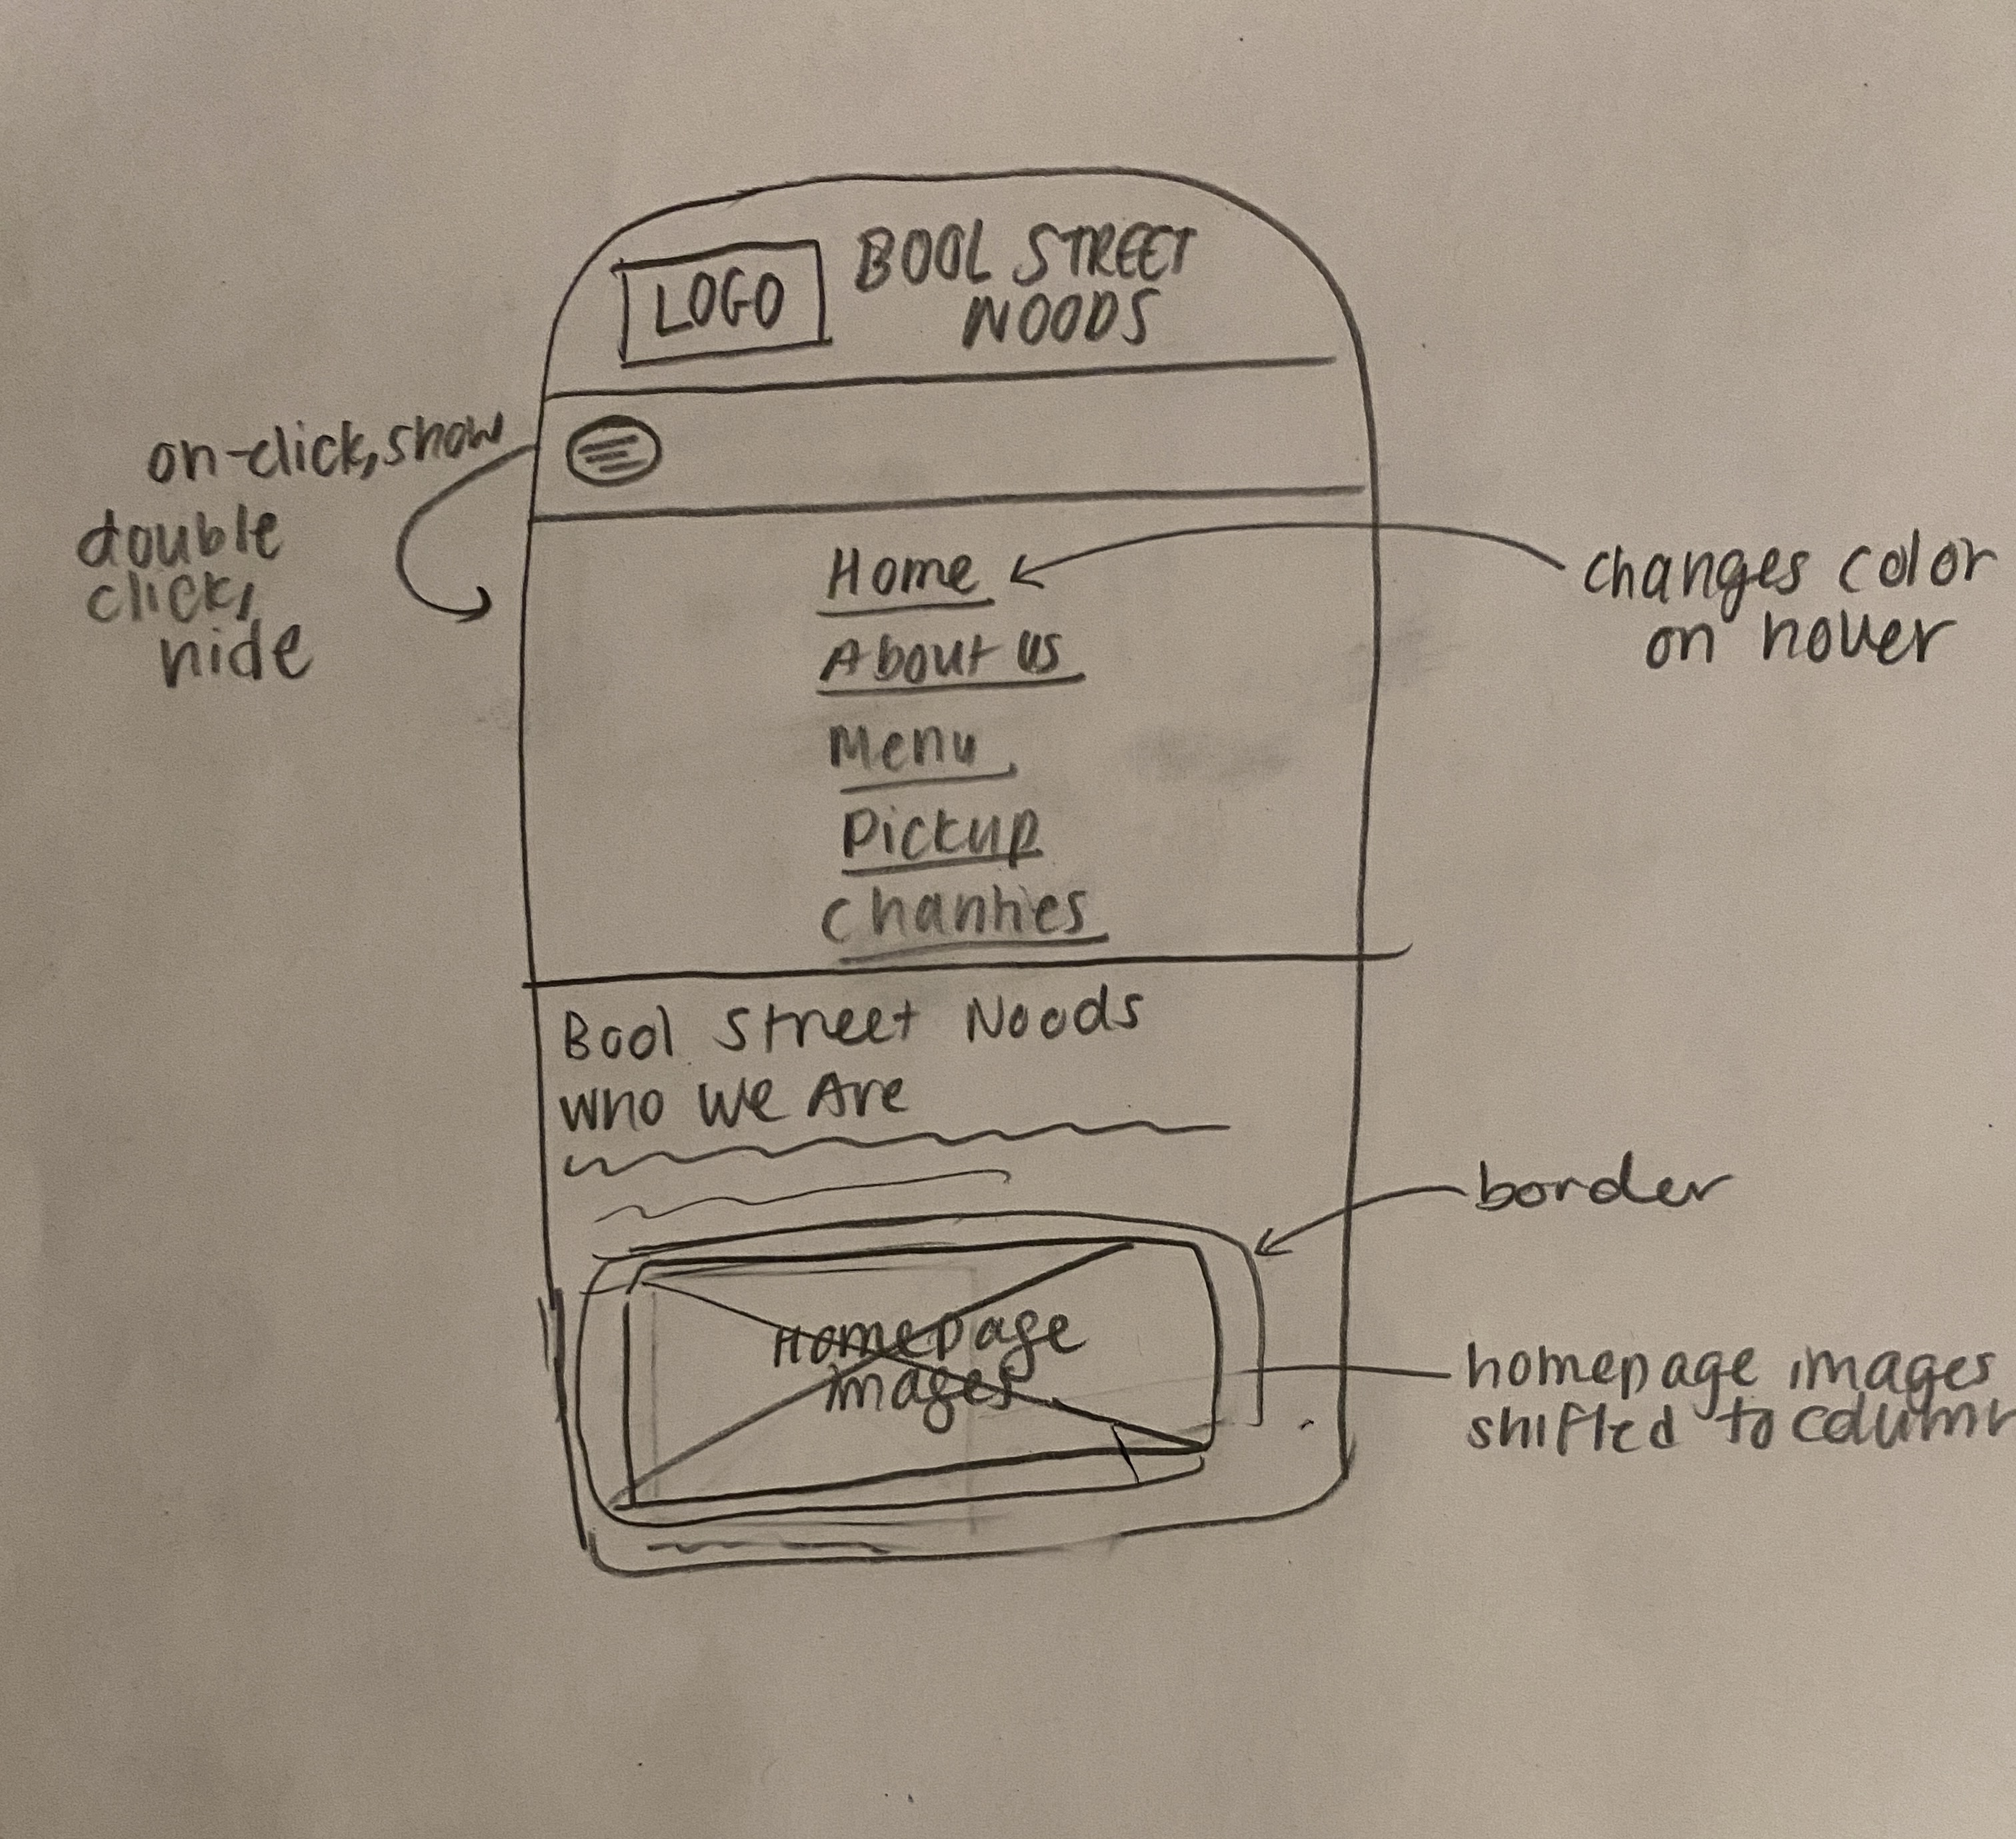 LOGO
BOOL STREET
NOODS
on-click, show
double
click,
hide
Home
About us
Menu
Pickup
Charities
changes color
on hover
Bool Street Noods
Who We Are
border
Homepage
images
homepage images
shifted to column